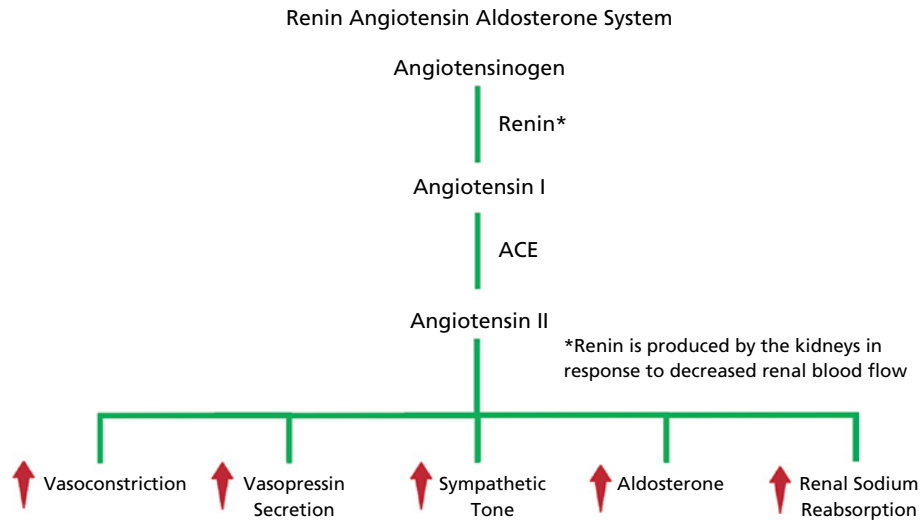 Renin Angiotensin Aldosterone System
Angiotensinogen
Renin*
Angiotensin I
ACE
Angiotensin II
*Renin is produced by the kidneys in
response to decreased renal blood flow
Vasoconstriction
Vasopressin
Secretion
Sympathetic
Tone
Aldosterone
Renal Sodium
Reabsorption